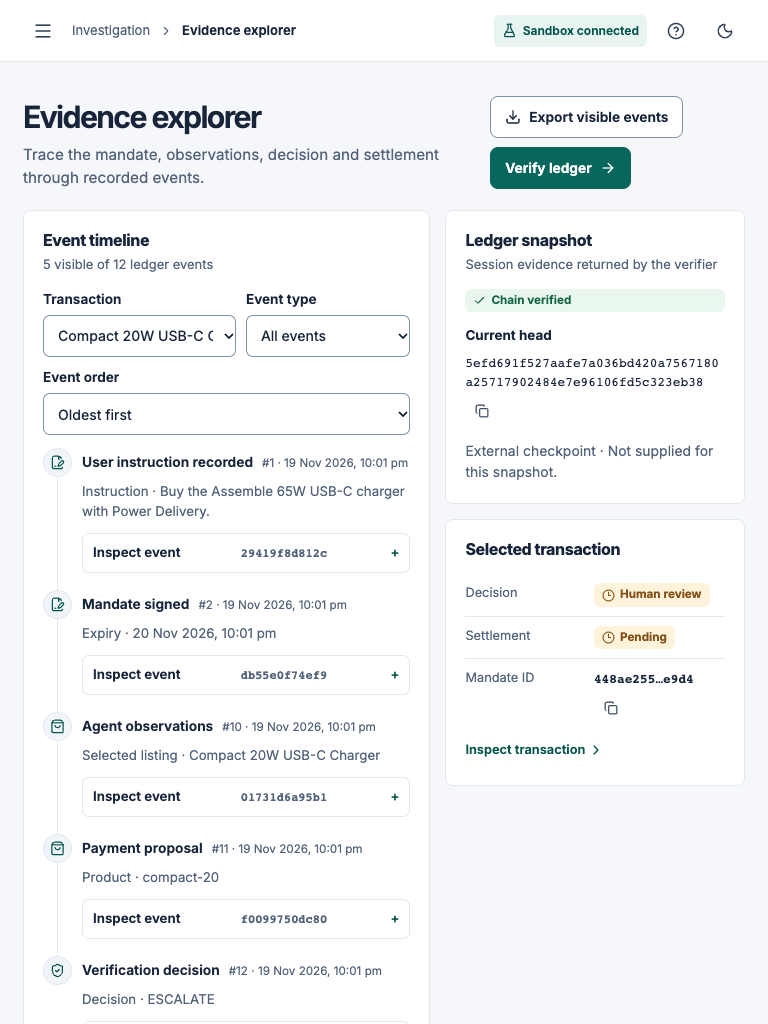 Investigation > Evidence explorer
Sandbox connected
Evidence explorer
Trace the mandate, observations, decision and settlement
through recorded events.
Export visible events
Verify ledger →
Event timeline
5 visible of 12 ledger events
Transaction
Event type
Compact 20W USB-C C
All events
Event order
Oldest first
User instruction recorded #1 · 19 Nov 2026, 10:01 pm
Instruction · Buy the Assemble 65W USB-C charger
with Power Delivery.
Inspect event 29419f8d812c +
Mandate signed #2 · 19 Nov 2026, 10:01 pm
Expiry · 20 Nov 2026, 10:01 pm
Inspect event db55e0f74ef9 +
Agent observations #10 · 19 Nov 2026, 10:01 pm
Selected listing · Compact 20W USB-C Charger
Inspect event 01731d6a95b1 +
Payment proposal #11 · 19 Nov 2026, 10:01 pm
Product · compact-20
Inspect event f0099750dc80 +
Verification decision #12 · 19 Nov 2026, 10:01 pm
Decision · ESCALATE
Ledger snapshot
Session evidence returned by the verifier
Chain verified
Current head
5efd691f527aafe7a036bd420a7567180
a25717902484e7e96106fd5c323eb38
External checkpoint · Not supplied for
this snapshot.
Selected transaction
Decision Human review
Settlement Pending
Mandate ID 448ae255…e9d4
Inspect transaction >